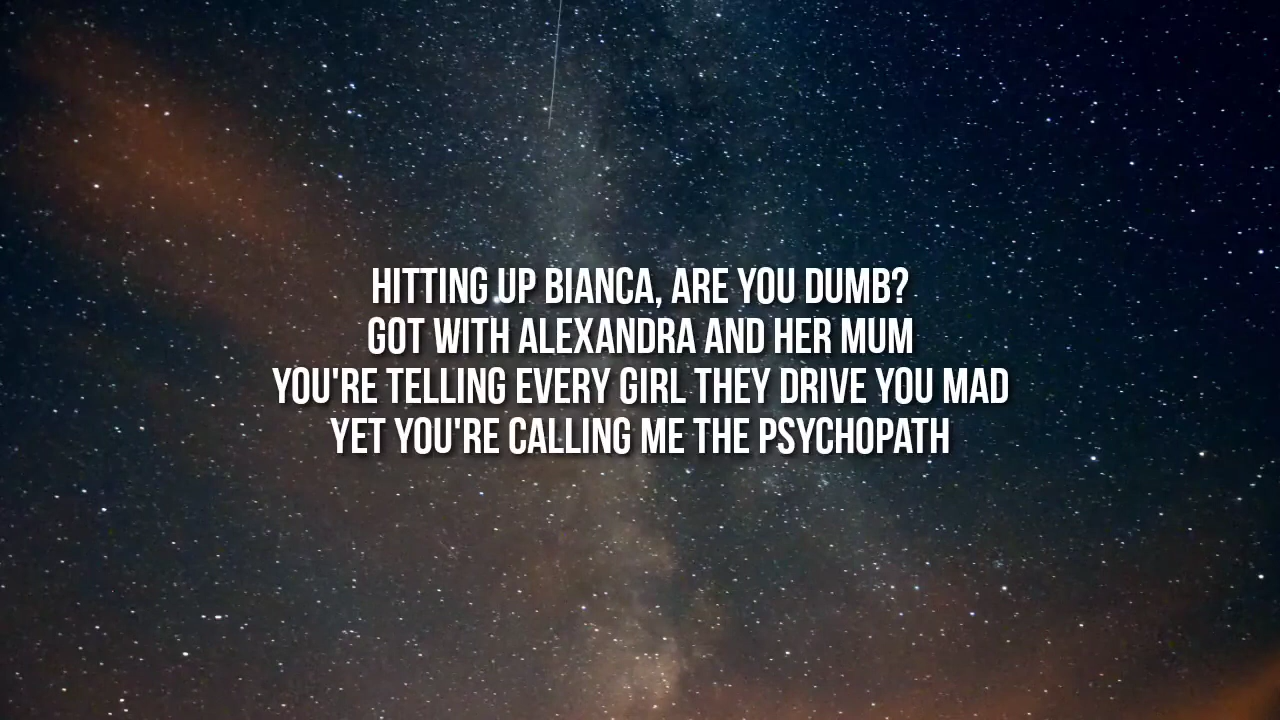 HITTING UP BIANCA, ARE YOU DUMB?
GOT WITH ALEXANDRA AND HER MUM
YOU'RE TELLING EVERY GIRL THEY DRIVE YOU MAD
YET YOU'RE CALLING ME THE PSYCHOPATH